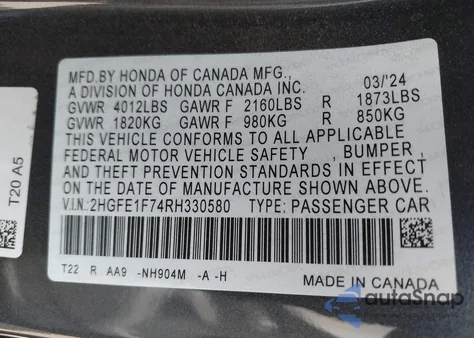 MFD.BY HONDA OF CANADA MFG.,
A DIVISION OF HONDA CANADA INC. 03/'24
GVWR 4012LBS GAWR F 2160LBS R 1873LBS
GVWR 1820KG GAWR F 980KG R 850KG
THIS VEHICLE CONFORMS TO ALL APPLICABLE
FEDERAL MOTOR VEHICLE SAFETY , BUMPER ,
AND THEFT PREVENTION STANDARDS IN EFFECT
ON THE DATE OF MANUFACTURE SHOWN ABOVE.
V.I.N.: 2HGFE1F74RH330580 TYPE: PASSENGER CAR
T22 R AA9 -NH904M -A -H
MADE IN CANADA
T20 A5
autoSnap